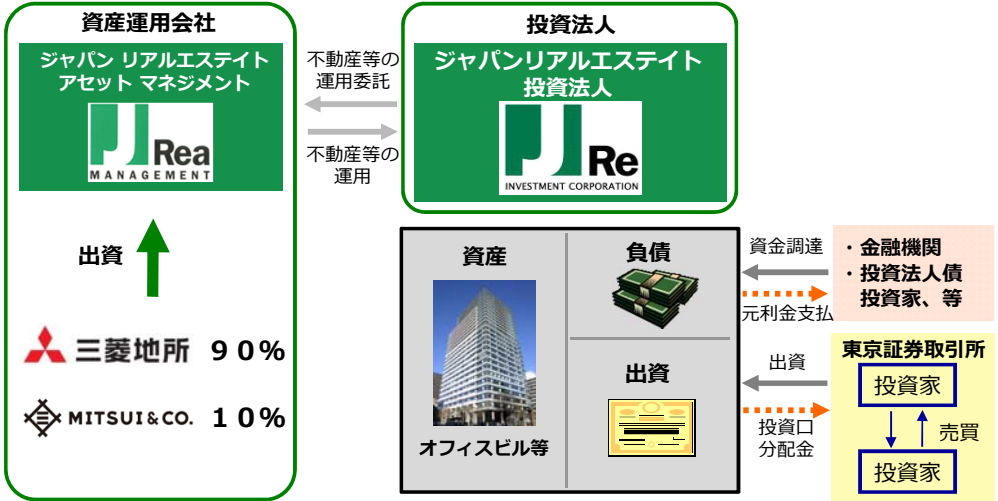 資産運用会社
ジャパン リアルエステイト
アセット マネジメント
J Rea
MANAGEMENT
出資
三菱地所 ９０%
MITSUI&CO. １０%
不動産等の
運用委託
不動産等の
運用
投資法人
ジャパンリアルエステイト
投資法人
J Re
INVESTMENT CORPORATION
資産
オフィスビル等
負債
出資
資金調達
元利金支払
・金融機関
・投資法人債
投資家、等
出資
投資口
分配金
東京証券取引所
投資家
売買
投資家